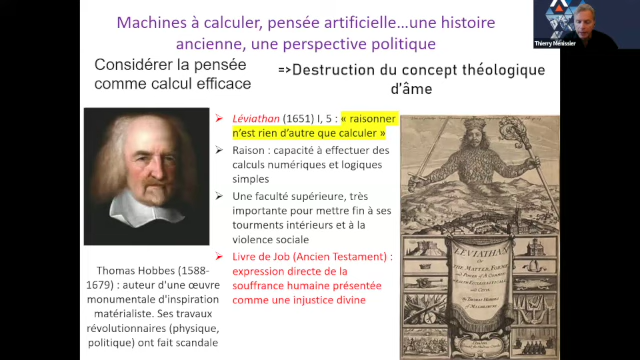 Machines à calculer, pensée artificielle…une histoire
ancienne, une perspective politique
Thierry Ménissier
Considérer la pensée
comme calcul efficace
=>Destruction du concept théologique
d'âme
➢ Léviathan (1651) I, 5 : « raisonner
n'est rien d'autre que calculer »
➢ Raison : capacité à effectuer des
calculs numériques et logiques
simples
➢ Une faculté supérieure, très
importante pour mettre fin à ses
tourments intérieurs et à la
violence sociale
➢ Livre de Job (Ancien Testament) :
expression directe de la
souffrance humaine présentée
comme une injustice divine
Thomas Hobbes (1588-
1679) : auteur d'une œuvre
monumentale d'inspiration
matérialiste. Ses travaux
révolutionnaires (physique,
politique) ont fait scandale
LEVIATHAN